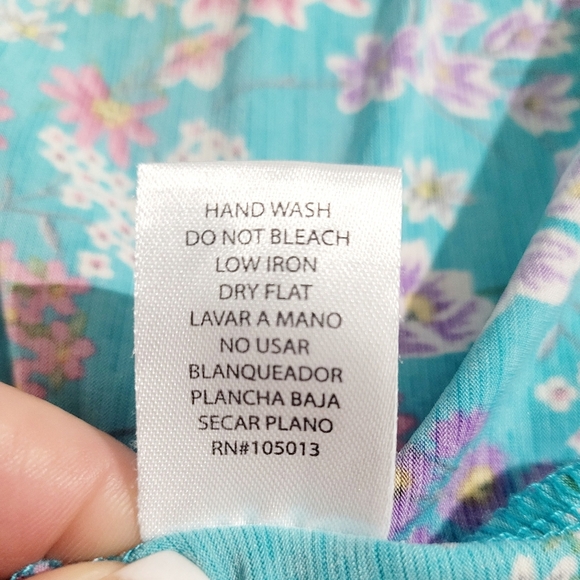 HAND WASH
DO NOT BLEACH
LOW IRON
DRY FLAT
LAVAR A MANO
NO USAR
BLANQUEADOR
PLANCHA BAJA
SECAR PLANO
RN#105013